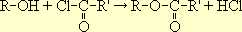 R–OH + Cl–C–R' → R–O–C–R' + HCl
O O